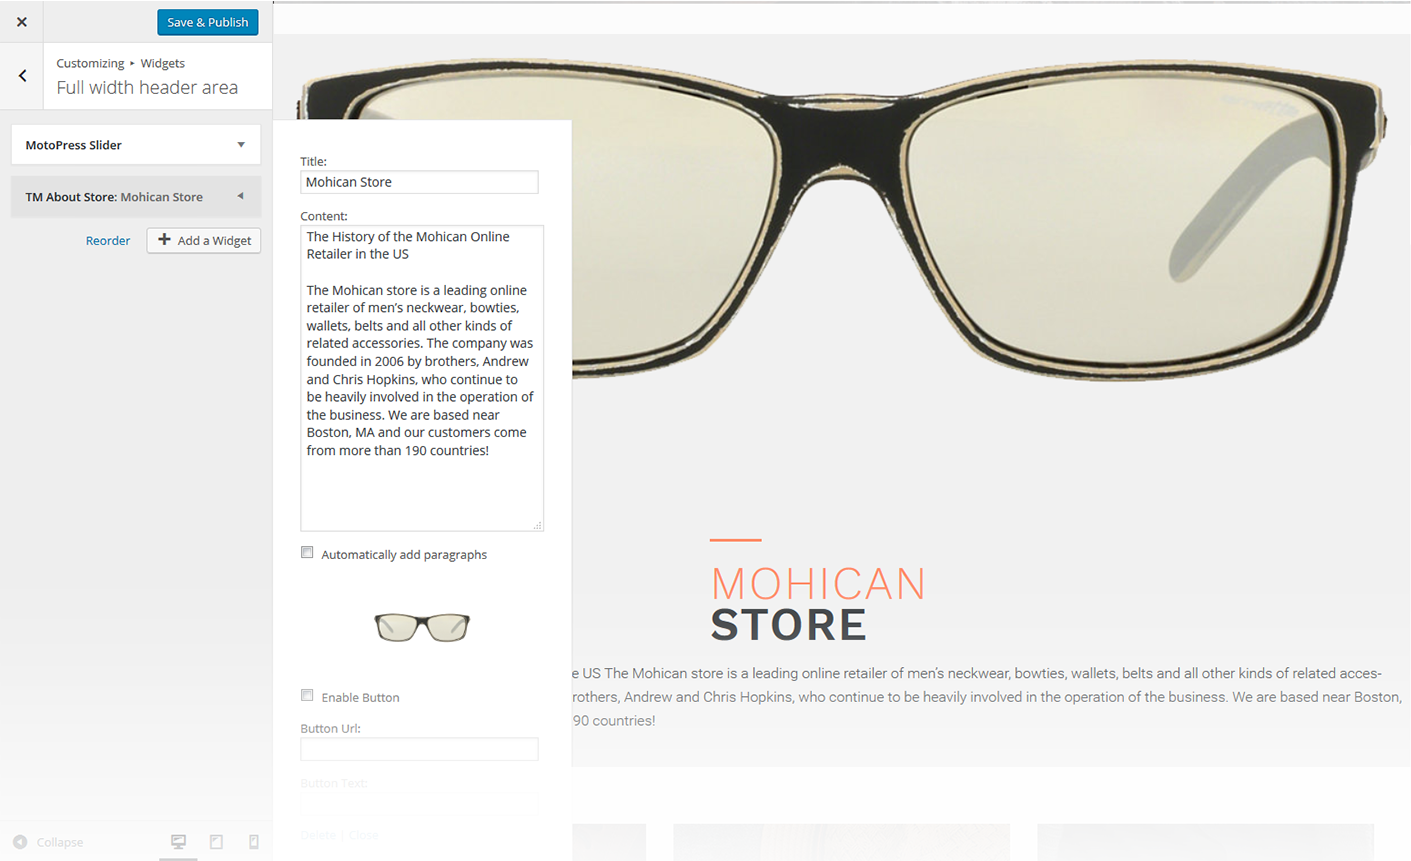 Save & Publish
Customizing ▸ Widgets
Full width header area
MotoPress Slider
TM About Store: Mohican Store
Reorder
Add a Widget
Title:
Mohican Store
Content:
The History of the Mohican Online
Retailer in the US
The Mohican store is a leading online
retailer of men’s neckwear, bowties,
wallets, belts and all other kinds of
related accessories. The company was
founded in 2006 by brothers, Andrew
and Chris Hopkins, who continue to
be heavily involved in the operation of
the business. We are based near
Boston, MA and our customers come
from more than 190 countries!
Automatically add paragraphs
Enable Button
Button Url:
Button Text:
Delete | Close
Collapse
MOHICAN
STORE
e US The Mohican store is a leading online retailer of men’s neckwear, bowties, wallets, belts and all other kinds of related acces-
rothers, Andrew and Chris Hopkins, who continue to be heavily involved in the operation of the business. We are based near Boston,
90 countries!